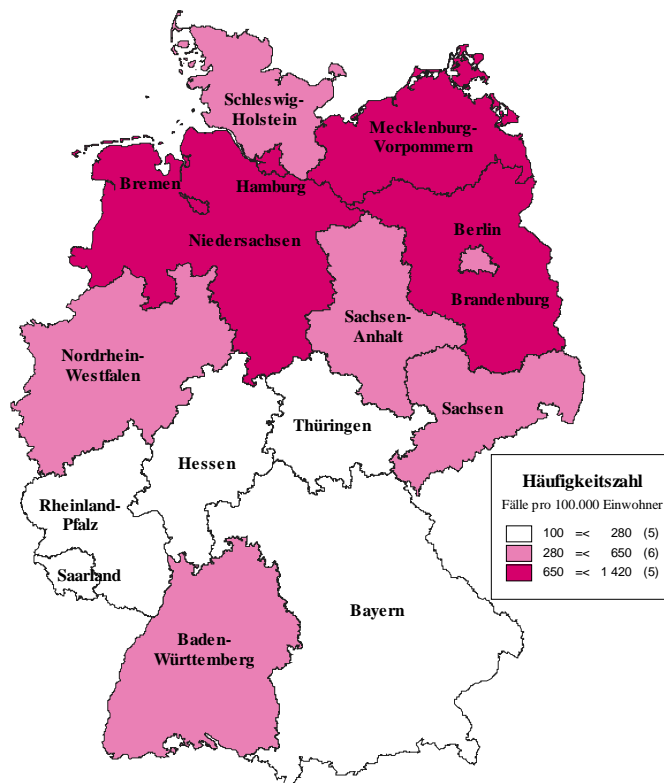 Schleswig-
Holstein
Mecklenburg-
Vorpommern
Bremen
Hamburg
Niedersachsen
Berlin
Brandenburg
Sachsen-
Anhalt
Nordrhein-
Westfalen
Sachsen
Thüringen
Hessen
Rheinland-
Pfalz
Saarland
Bayern
Baden-
Württemberg
Häufigkeitszahl
Fälle pro 100.000 Einwohner
100 =< 280 (5)
280 =< 650 (6)
650 =< 1 420 (5)